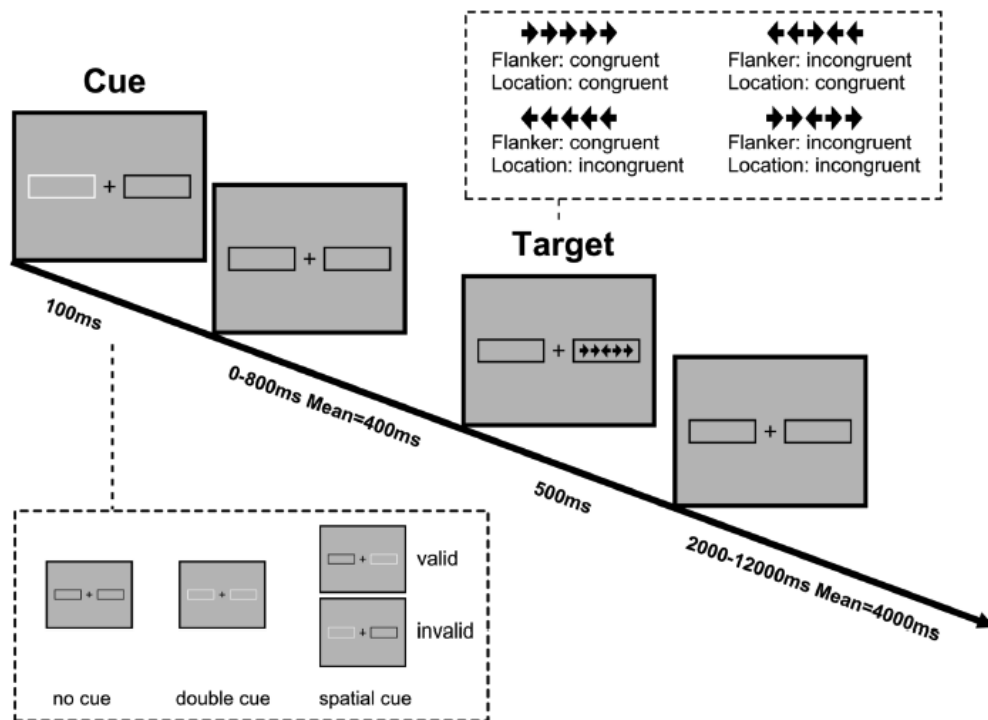 Cue
+
100ms
+
0-800ms Mean=400ms
Target
+
500ms
+
2000-12000ms Mean=4000ms
Flanker: congruent
Location: congruent
Flanker: incongruent
Location: congruent
Flanker: congruent
Location: incongruent
Flanker: incongruent
Location: incongruent
+
no cue
+
double cue
+
valid
+
invalid
spatial cue